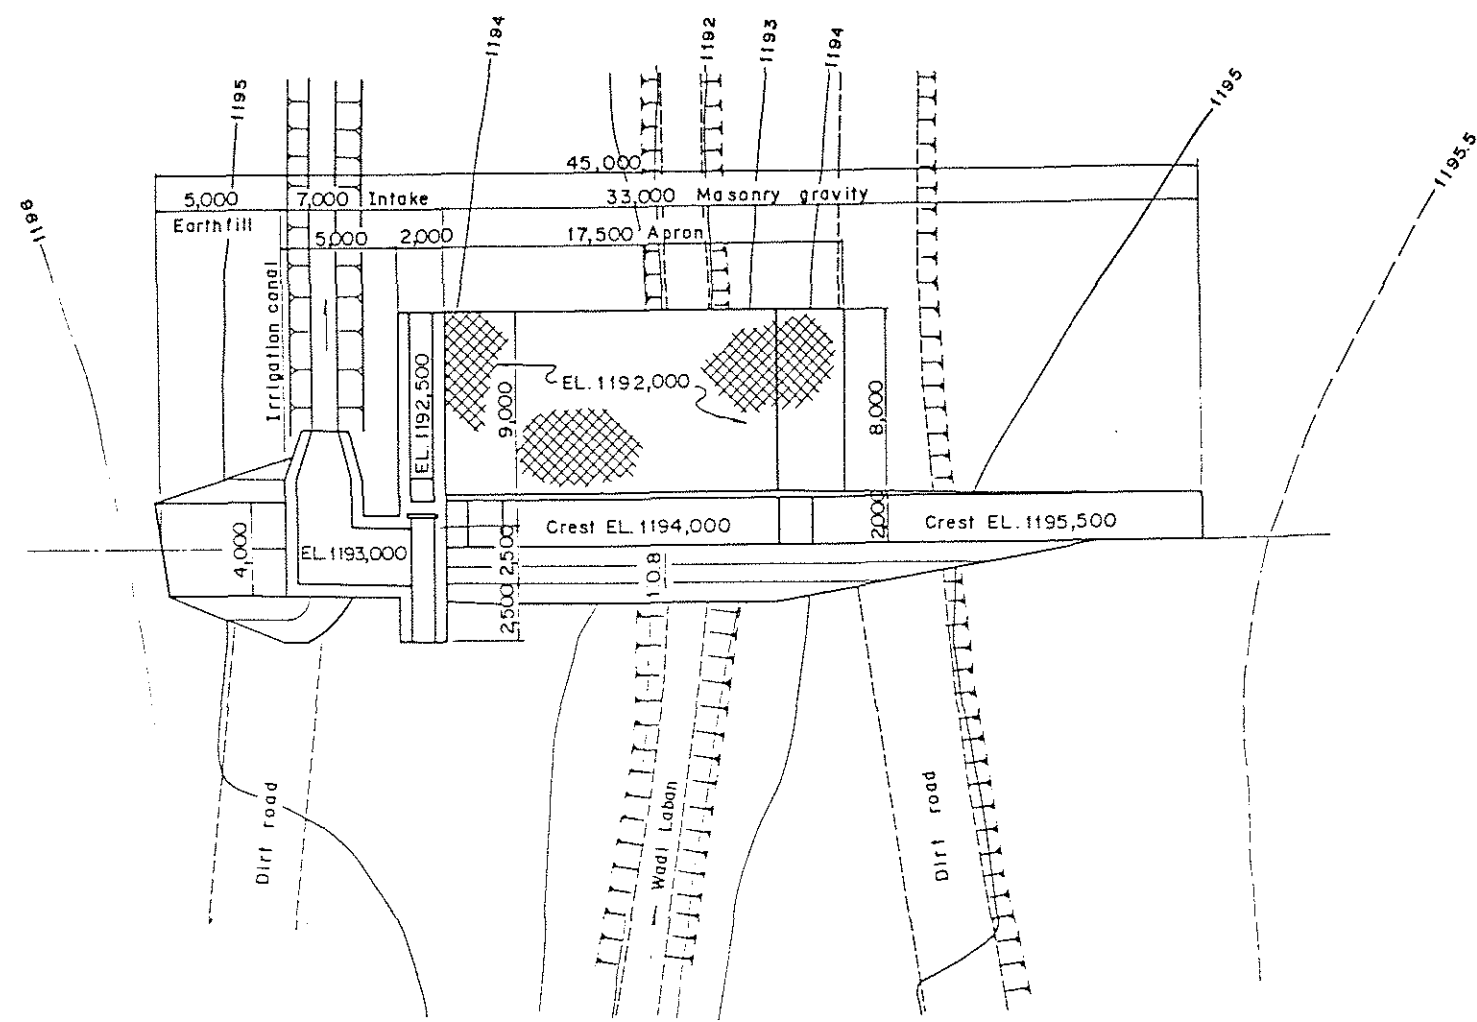 1194
1192
1193
1194
1195
1195
1195.5
1196
45,000
5,000 7,000 Intake 33,000 Masonry gravity
Earthfill
5,000 2,000 17,500 Apron
Irrigation canal
EL. 1192,500
9,000
EL. 1192,000
8,000
4,000
EL. 1193,000
2,500
2,500
Crest EL. 1194,000
2,000
Crest EL. 1195,500
1:0.8
Dirt road
Wadi Laban
Dirt road